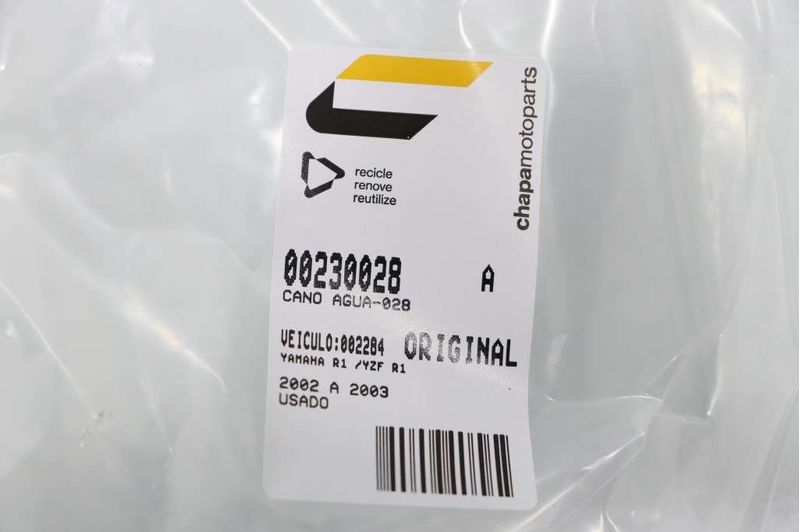 chapamotoparts
recicle
renove
reutilize
00230028 A
CANO AGUA-028
VEICULO:002284 ORIGINAL
YAMAHA R1 /YZF R1
2002 A 2003
USADO